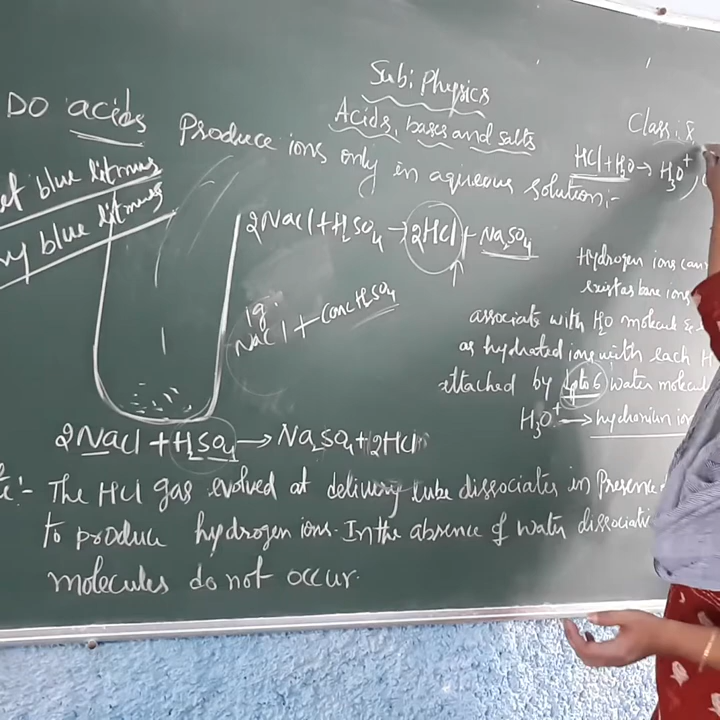 Sub: Physics
Acids, bases and salts
Class: X
DO acids Produce ions only in aqueous solution:-
wet blue litmus
dry blue litmus
HCl + H2O → H3O+
2NaCl + H2SO4 → 2HCl + Na2SO4
1g.
NaCl + Conc H2SO4
Hydrogen ions
exist as bare ions
associate with H2O molecule
as hydrated ions with each H
attached by 4 to 6 water molecul
H3O+ → hydronium ion
2NaCl + H2SO4 → Na2SO4 + 2HCl
:- The HCl gas evolved at delivery tube dissociates in Presence
to produce hydrogen ions. In the absence of water dissociati
molecules do not occur.